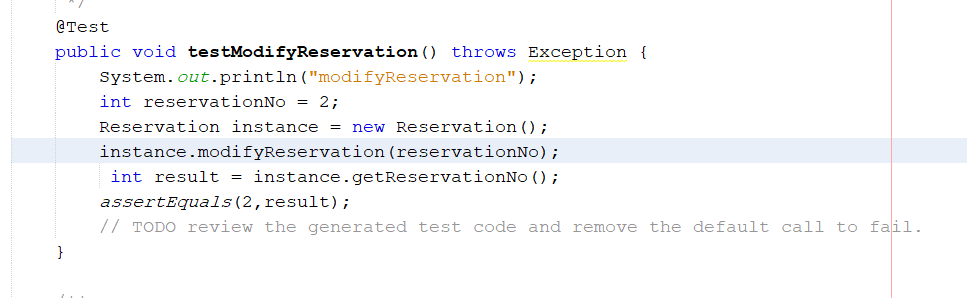 */
@Test
public void testModifyReservation() throws Exception {
System.out.println("modifyReservation");
int reservationNo = 2;
Reservation instance = new Reservation();
instance.modifyReservation(reservationNo);
int result = instance.getReservationNo();
assertEquals(2,result);
// TODO review the generated test code and remove the default call to fail.
}